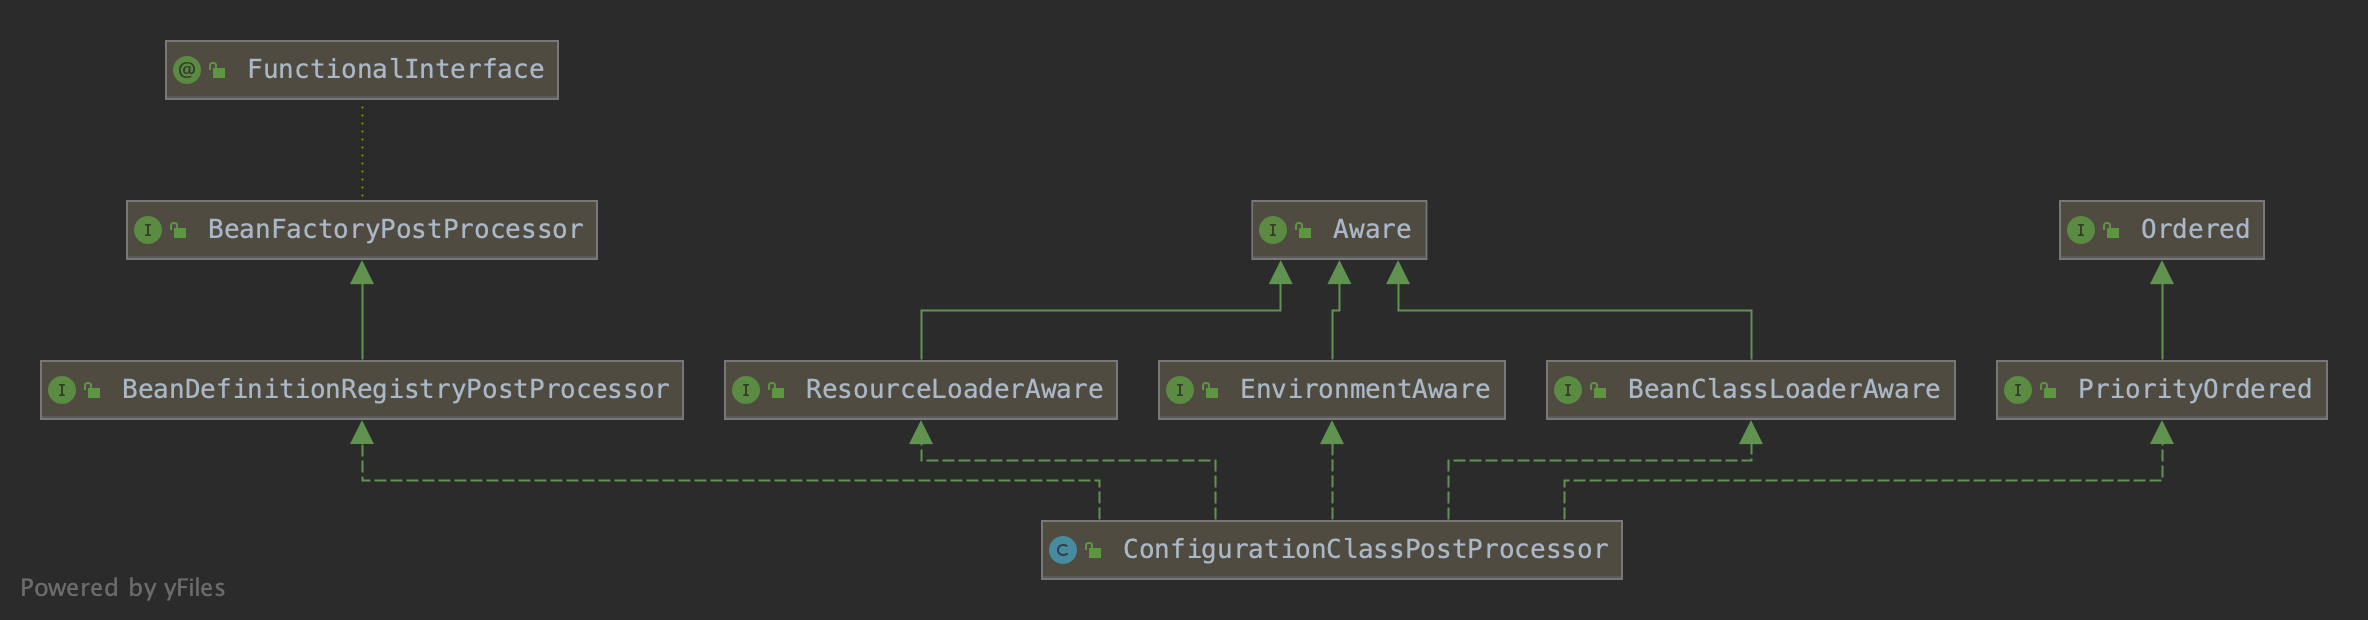 @ FunctionalInterface
I BeanFactoryPostProcessor
I Aware
I Ordered
I BeanDefinitionRegistryPostProcessor
I ResourceLoaderAware
I EnvironmentAware
I BeanClassLoaderAware
I PriorityOrdered
C ConfigurationClassPostProcessor
Powered by yFiles